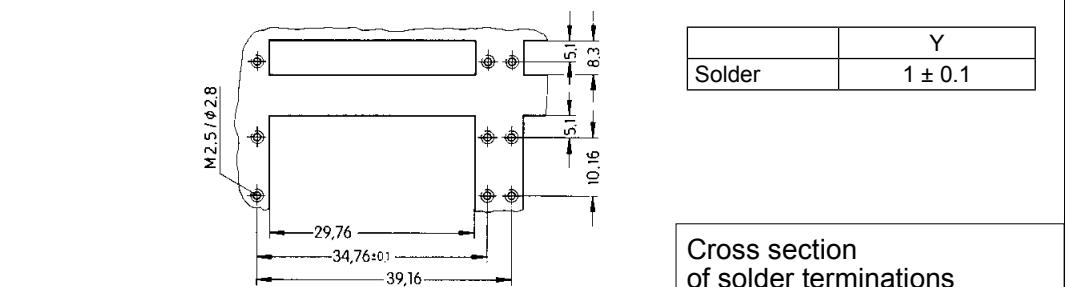 5.1
8.3
5.1
10.16
M2.5/ϕ2.8
29,76
34,76±0.1
39,16
Y
Solder 1 ± 0.1
Cross section
of solder terminations